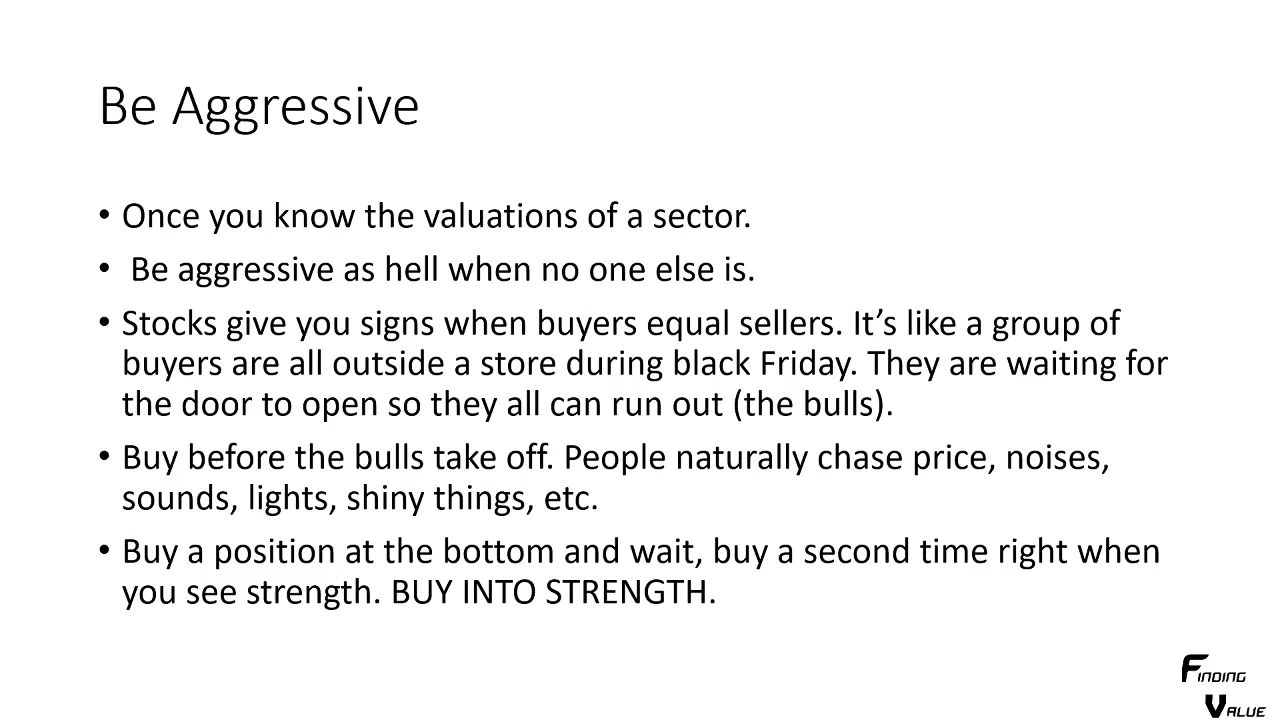 Be Aggressive
• Once you know the valuations of a sector.
• Be aggressive as hell when no one else is.
• Stocks give you signs when buyers equal sellers. It’s like a group of
buyers are all outside a store during black Friday. They are waiting for
the door to open so they all can run out (the bulls).
• Buy before the bulls take off. People naturally chase price, noises,
sounds, lights, shiny things, etc.
• Buy a position at the bottom and wait, buy a second time right when
you see strength. BUY INTO STRENGTH.
Finding
Value